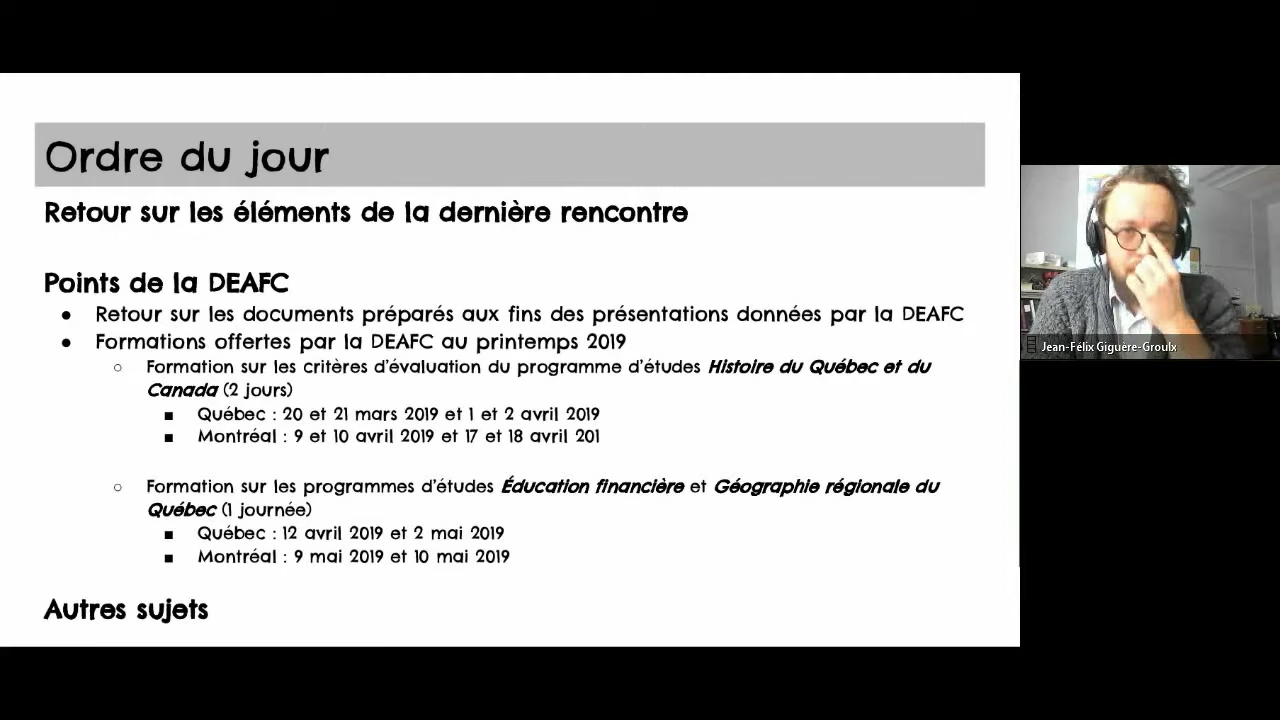 Ordre du jour
Retour sur les éléments de la dernière rencontre
Points de la DEAFC
● Retour sur les documents préparés aux fins des présentations données par la DEAFC
● Formations offertes par la DEAFC au printemps 2019
○ Formation sur les critères d'évaluation du programme d'études Histoire du Québec et du
Canada (2 jours)
■ Québec : 20 et 21 mars 2019 et 1 et 2 avril 2019
■ Montréal : 9 et 10 avril 2019 et 17 et 18 avril 201
○ Formation sur les programmes d'études Éducation financière et Géographie régionale du
Québec (1 journée)
■ Québec : 12 avril 2019 et 2 mai 2019
■ Montréal : 9 mai 2019 et 10 mai 2019
Autres sujets
Jean-Félix Giguère-Groulx